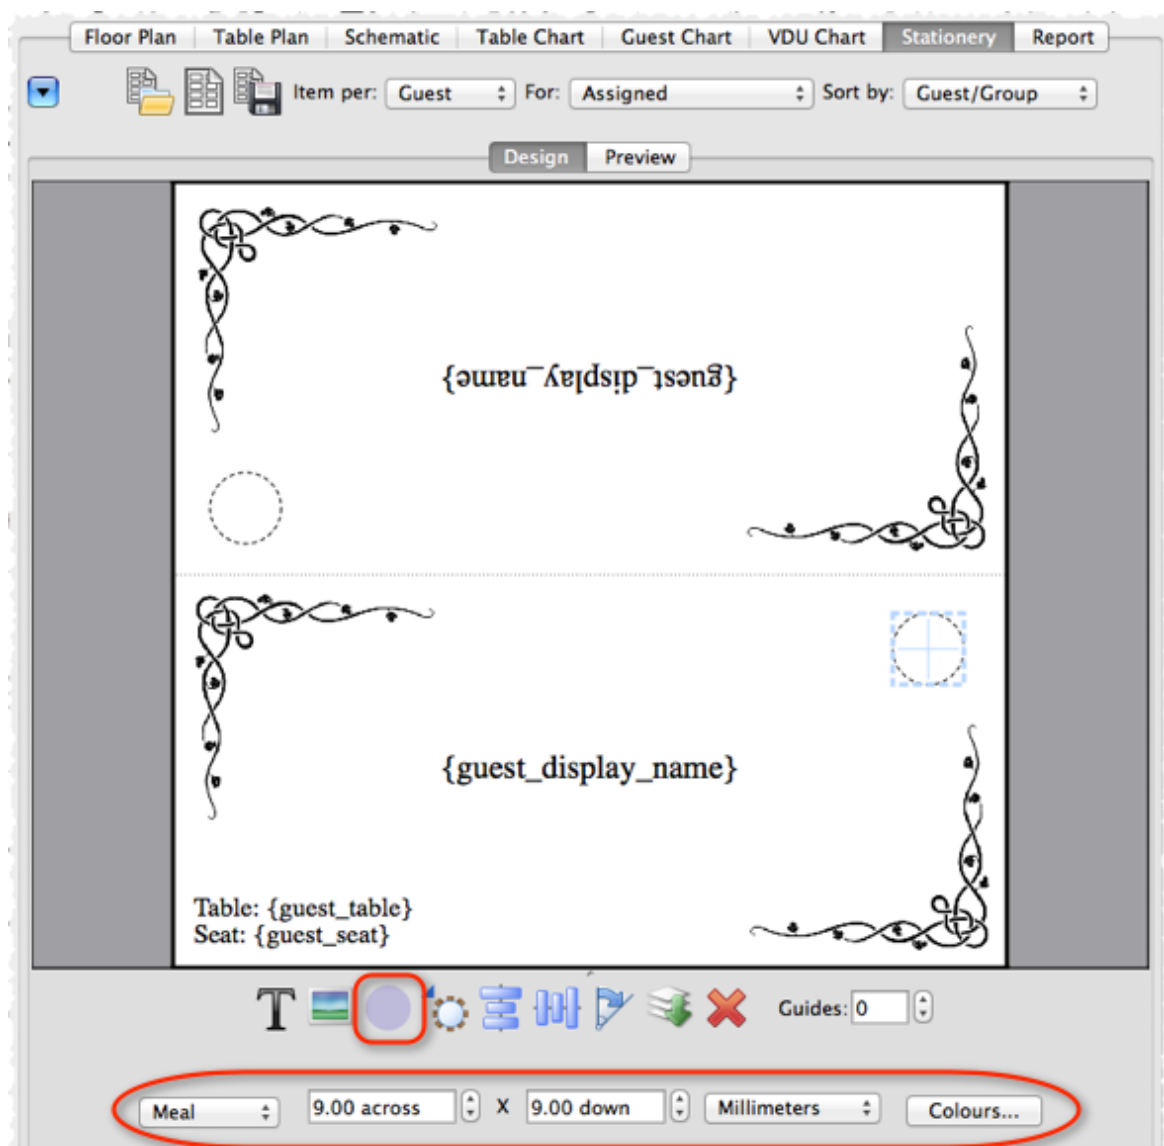 Floor Plan Table Plan Schematic Table Chart Guest Chart VDU Chart Stationery Report
Item per: Guest For: Assigned Sort by: Guest/Group
Design Preview
{guest_display_name}
{guest_display_name}
Table: {guest_table}
Seat: {guest_seat}
T Guides: 0
Meal 9.00 across X 9.00 down Millimeters Colours...